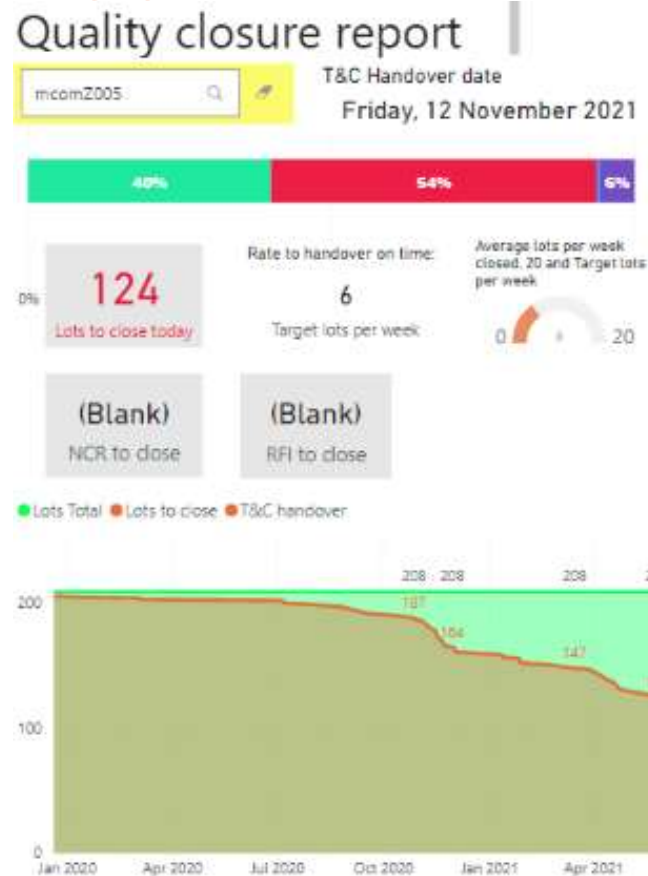 Quality closure report
mcomZ005
T&C Handover date
Friday, 12 November 2021
40%
54%
6%
0%
124
Lots to close today
Rate to handover on time:
6
Target lots per week
Average lots per week
closed, 20 and Target lots
per week
0
20
(Blank)
NCR to close
(Blank)
RFI to close
Lots Total
Lots to close
T&C handover
208
208
208
187
164
147
200
100
0
Jan 2020
Apr 2020
Jul 2020
Oct 2020
Jan 2021
Apr 2021